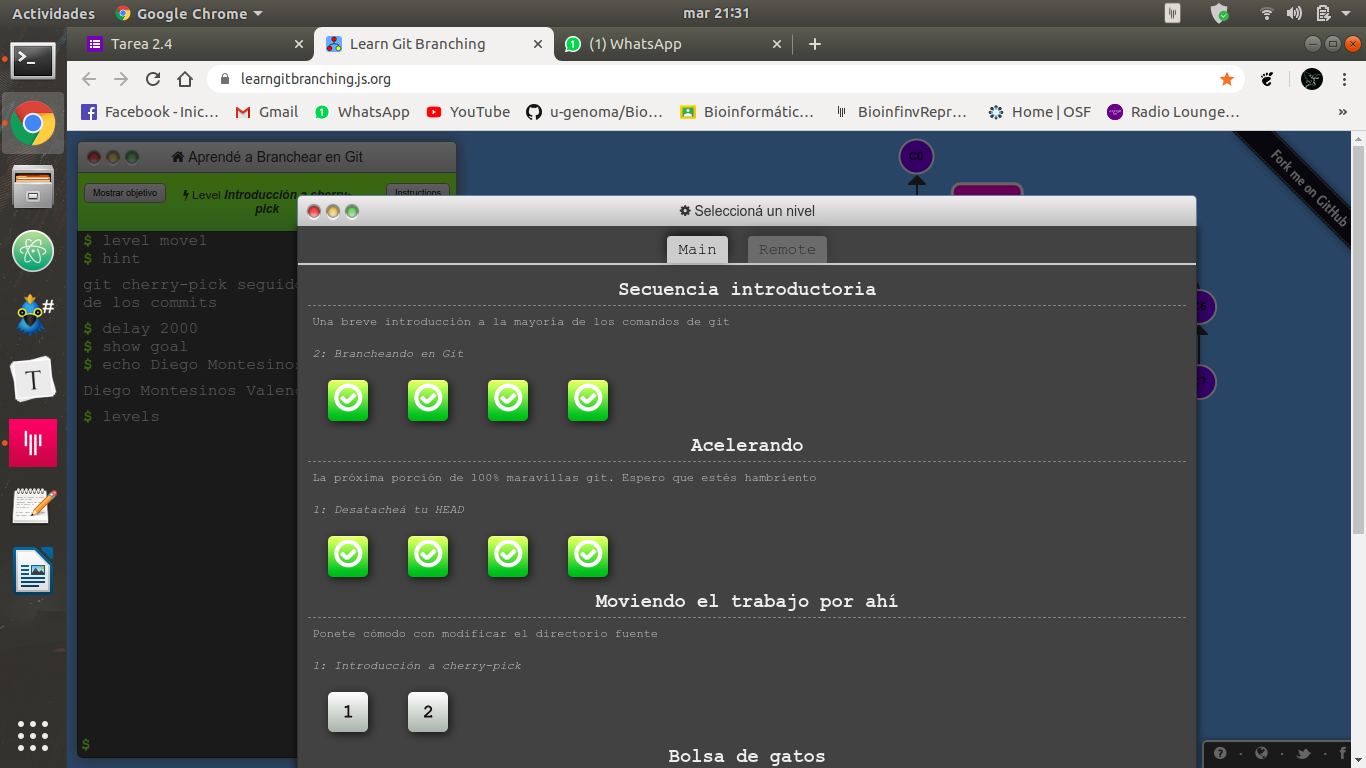 Actividades
Google Chrome
mar 21:31
Tarea 2.4
Learn Git Branching
(1) WhatsApp
learngitbranching.js.org
Facebook - Inic…
Gmail
WhatsApp
YouTube
u-genoma/Bio…
Bioinformátic…
BioinfinvRepr…
Home | OSF
Radio Lounge…
»
Aprendé a Branchear en Git
C0
Fork me on GitHub
Mostrar objetivo
Level Introducción a cherry-
pick
Instructions
Seleccioná un nivel
Main
Remote
$ level move1
$ hint
git cherry-pick seguido
de los commits
$ delay 2000
$ show goal
$ echo Diego Montesinos
Diego Montesinos
$ levels
$
Secuencia introductoria
Una breve introducción a la mayoría de los comandos de git
2: Brancheando en Git
Acelerando
La próxima porción de 100% maravillas git. Espero que estés hambriento
1: Desatacheá tu HEAD
Moviendo el trabajo por ahí
Ponete cómodo con modificar el directorio fuente
1: Introducción a cherry-pick
1
2
Bolsa de gatos